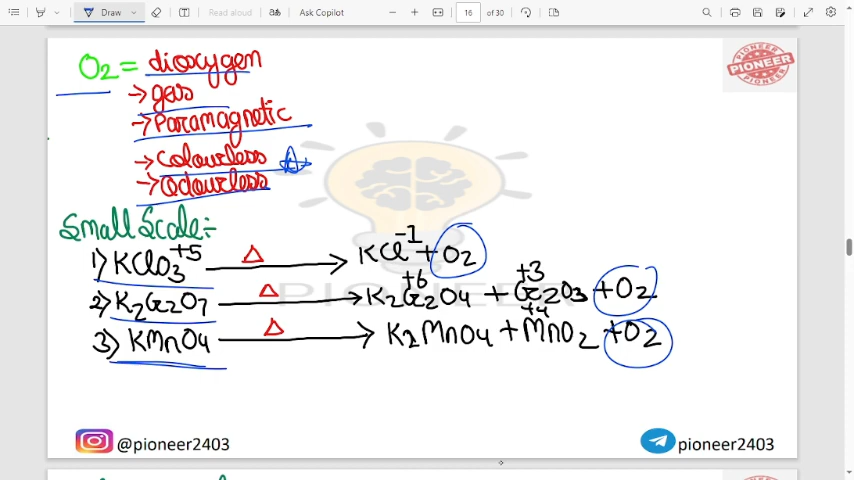 Draw
Read aloud
Ask Copilot
16 of 30
PIONEER
O2 = dioxygen
→ gas
→ Paramagnetic
→ Colourless
→ Odourless
Small Scale:-
1) KClO3 +5 Δ → KCl -1 + O2
2) K2Cr2O7 Δ → K2Cr2O4 +6 + Cr2O3 +3 + O2
3) KMnO4 Δ → K2MnO4 + MnO2 +4 + O2
PIONEER
@pioneer2403
pioneer2403